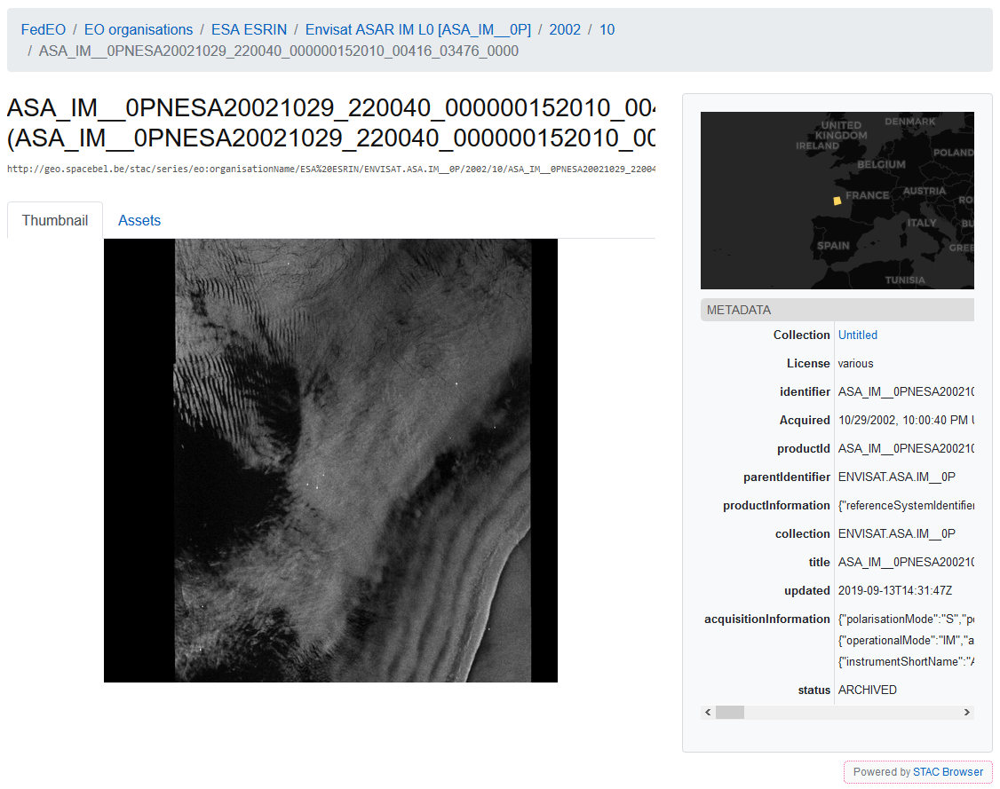 FedEO / EO organisations / ESA ESRIN / Envisat ASAR IM L0 [ASA_IM__0P] / 2002 / 10
/ ASA_IM__0PNESA20021029_220040_000000152010_00416_03476_0000
ASA_IM__0PNESA20021029_220040_000000152010_004
(ASA_IM__0PNESA20021029_220040_000000152010_00
http://geo.spacebel.be/stac/series/eo:organisationName/ESA%20ESRIN/ENVISAT.ASA.IM__0P/2002/10/ASA_IM__0PNESA20021029_22004
Thumbnail Assets
UNITED
KINGDOM
DENMARK
IRELAND
POLAND
BELGIUM
FRANCE
AUSTRIA
RO
ITALY
BU
SPAIN
GREE
TUNISIA
METADATA
Collection Untitled
License various
identifier ASA_IM__0PNESA200210
Acquired 10/29/2002, 10:00:40 PM U
productId ASA_IM__0PNESA200210
parentIdentifier ENVISAT.ASA.IM__0P
productInformation {"referenceSystemIdentifier
collection ENVISAT.ASA.IM__0P
title ASA_IM__0PNESA200210
updated 2019-09-13T14:31:47Z
acquisitionInformation {"polarisationMode":"S","po
{"operationalMode":"IM","a
{"instrumentShortName":"A
status ARCHIVED
Powered by STAC Browser